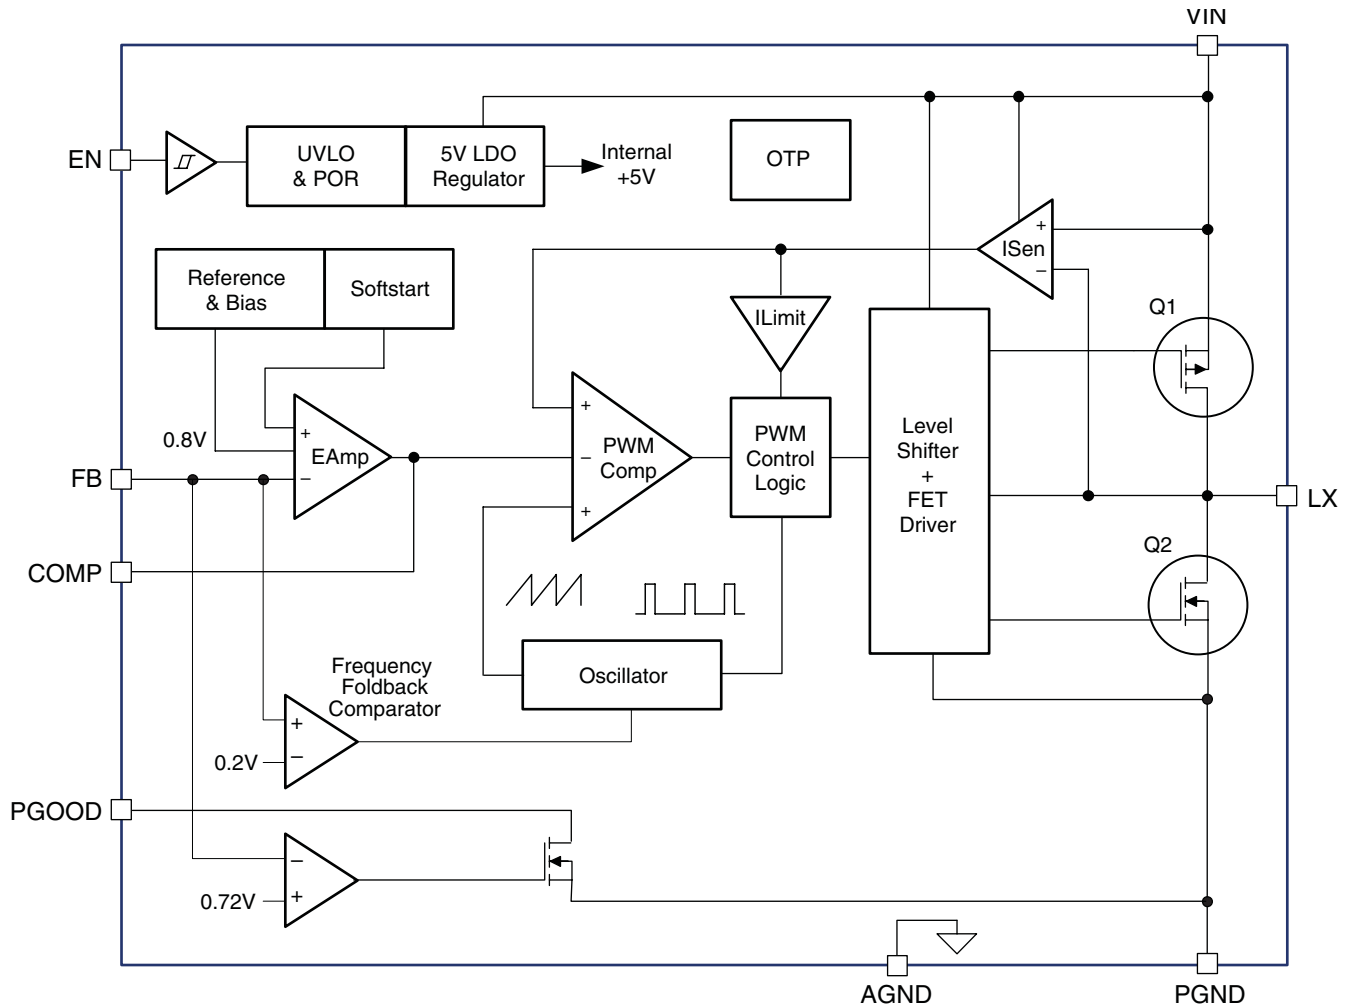 VIN
EN
UVLO
& POR
5V LDO
Regulator
Internal
+5V
OTP
+
ISen
−
Reference
& Bias
Softstart
ILimit
Q1
0.8V
+
EAmp
−
FB
+
−
PWM
Comp
+
PWM
Control
Logic
Level
Shifter
+
FET
Driver
LX
Q2
COMP
Frequency
Foldback
Comparator
Oscillator
+
−
0.2V
PGOOD
−
+
0.72V
AGND
PGND